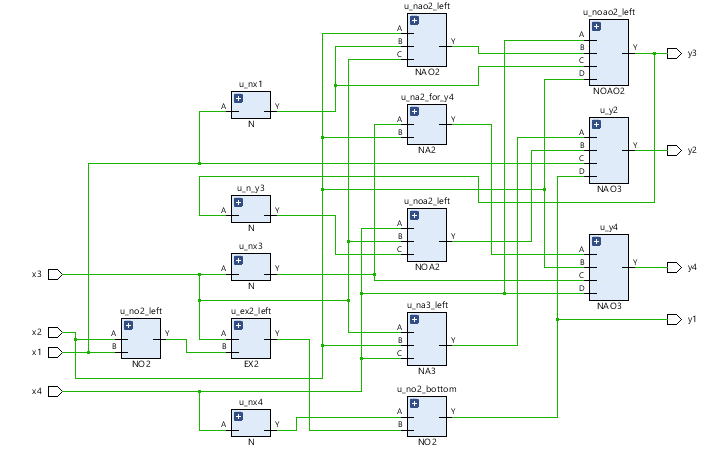 u_nao2_left
A
B
C
Y
NAO2
u_noao2_left
A
B
C
D
Y
NOAO2
y3
u_nx1
A
Y
N
u_na2_for_y4
A
B
Y
NA2
u_y2
A
B
C
D
Y
NAO3
y2
u_n_y3
A
Y
N
u_noa2_left
A
B
C
Y
NOA2
u_y4
A
B
C
D
Y
NAO3
y4
x3
u_nx3
A
Y
N
x2
x1
u_no2_left
A
B
Y
NO2
u_ex2_left
A
B
Y
EX2
u_na3_left
A
B
C
Y
NA3
y1
x4
u_nx4
A
Y
N
u_no2_bottom
A
B
Y
NO2